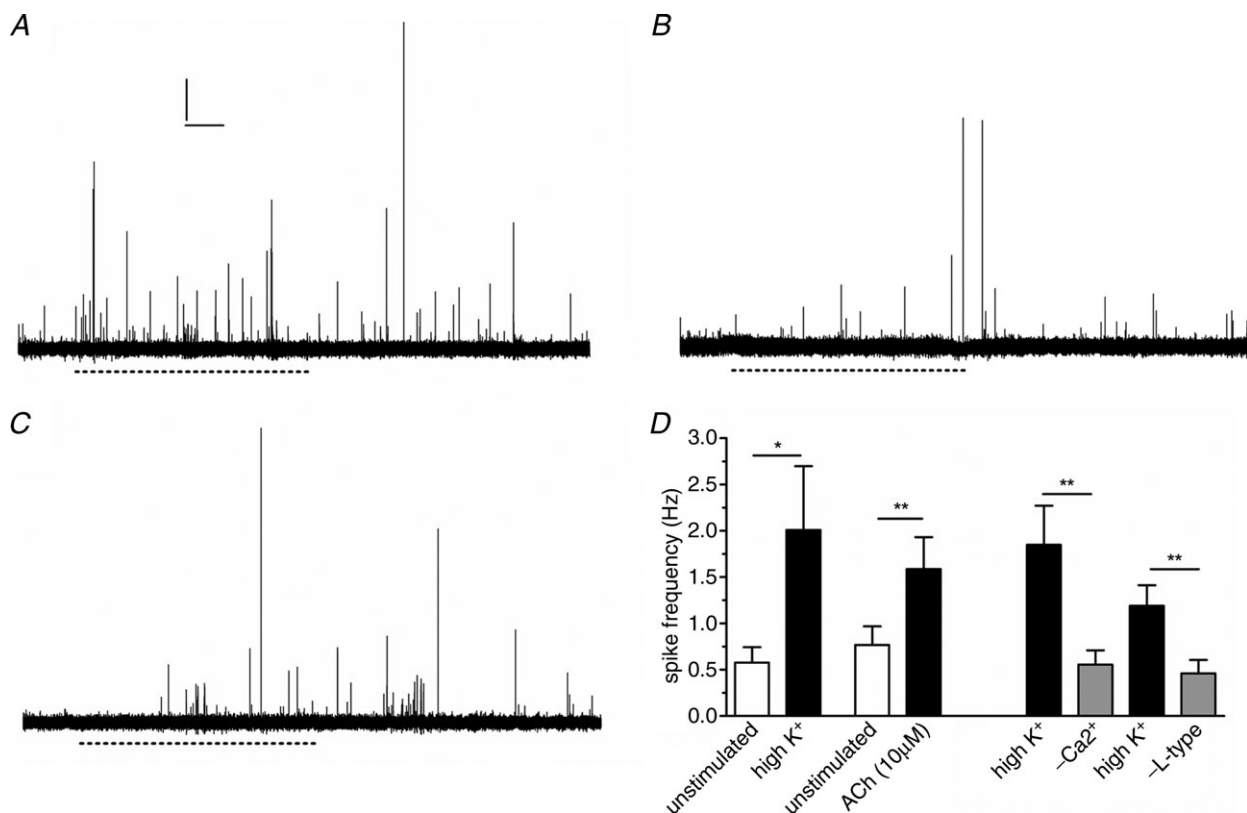 A
B
C
D
3.0
2.5
2.0
1.5
1.0
0.5
0.0
spike frequency (Hz)
*
**
**
**
unstimulated
high K⁺
unstimulated
ACh (10µM)
high K⁺
–Ca2⁺
high K⁺
–L-type